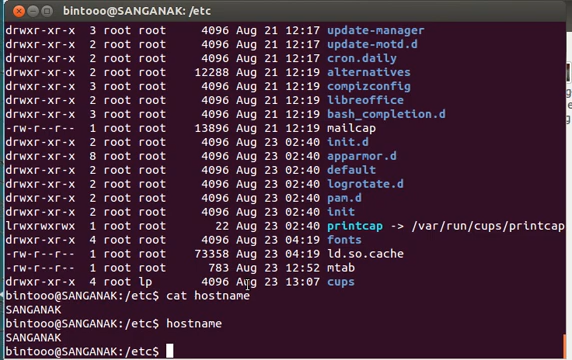 bintooo@SANGANAK: /etc
drwxr-xr-x 3 root root 4096 Aug 21 12:17 update-manager
drwxr-xr-x 2 root root 4096 Aug 21 12:17 update-motd.d
drwxr-xr-x 2 root root 4096 Aug 21 12:17 cron.daily
drwxr-xr-x 2 root root 12288 Aug 21 12:19 alternatives
drwxr-xr-x 3 root root 4096 Aug 21 12:19 compizconfig
drwxr-xr-x 2 root root 4096 Aug 21 12:19 libreoffice
drwxr-xr-x 3 root root 4096 Aug 21 12:19 bash_completion.d
-rw-r--r-- 1 root root 13896 Aug 21 12:19 mailcap
drwxr-xr-x 2 root root 4096 Aug 23 02:40 init.d
drwxr-xr-x 8 root root 4096 Aug 23 02:40 apparmor.d
drwxr-xr-x 2 root root 4096 Aug 23 02:40 default
drwxr-xr-x 2 root root 4096 Aug 23 02:40 logrotate.d
drwxr-xr-x 2 root root 4096 Aug 23 02:40 pam.d
drwxr-xr-x 2 root root 4096 Aug 23 02:40 init
lrwxrwxrwx 1 root root 22 Aug 23 02:40 printcap -> /var/run/cups/printcap
drwxr-xr-x 4 root root 4096 Aug 23 04:19 fonts
-rw-r--r-- 1 root root 73358 Aug 23 04:19 ld.so.cache
-rw-r--r-- 1 root root 783 Aug 23 12:52 mtab
drwxr-xr-x 4 root lp 4096 Aug 23 13:07 cups
bintooo@SANGANAK:/etc$ cat hostname
SANGANAK
bintooo@SANGANAK:/etc$ hostname
SANGANAK
bintooo@SANGANAK:/etc$